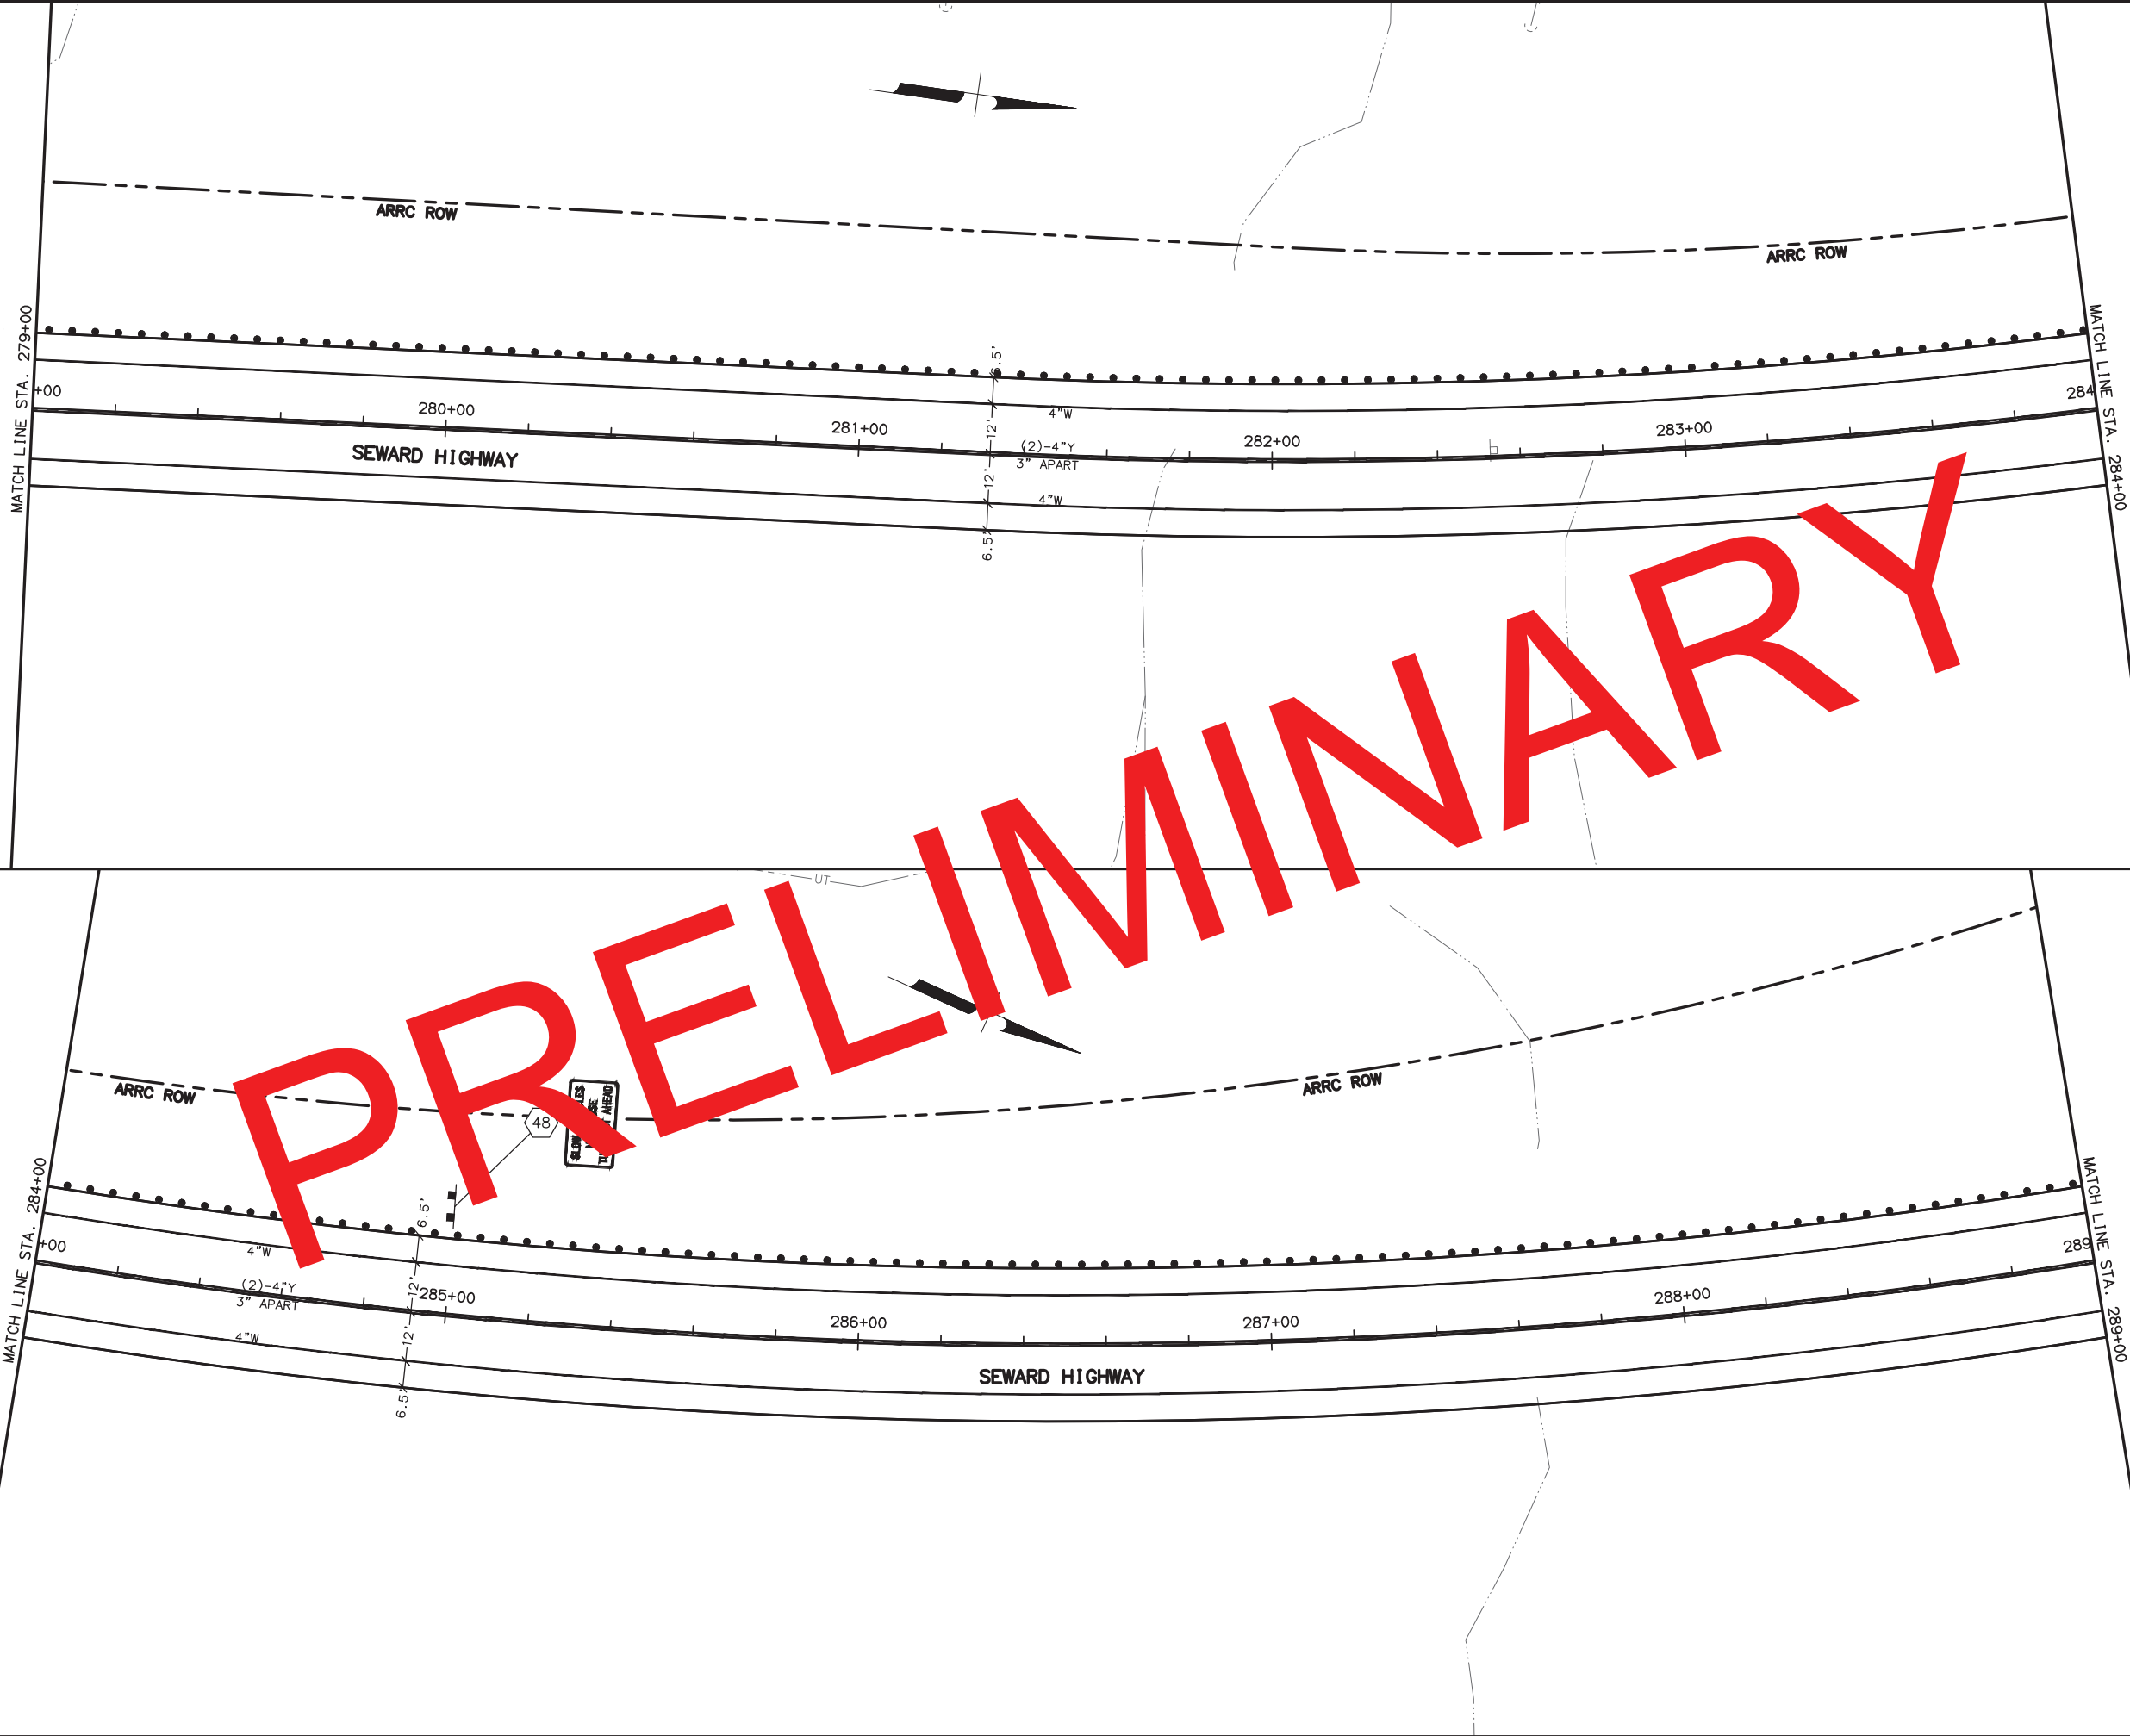 ARRC ROW
ARRC ROW
MATCH LINE STA. 279+00
MATCH LINE STA. 284+00
+00
280+00
281+00
282+00
283+00
284
6.5'
12'
12'
6.5'
4"W
(2)-4"Y
3" APART
4"W
SEWARD HIGHWAY
PRELIMINARY
UT
ARRC ROW
ARRC ROW
48
AHEAD
MATCH LINE STA. 284+00
MATCH LINE STA. 289+00
+00
285+00
286+00
287+00
288+00
289
6.5'
12'
12'
6.5'
4"W
(2)-4"Y
3" APART
4"W
SEWARD HIGHWAY